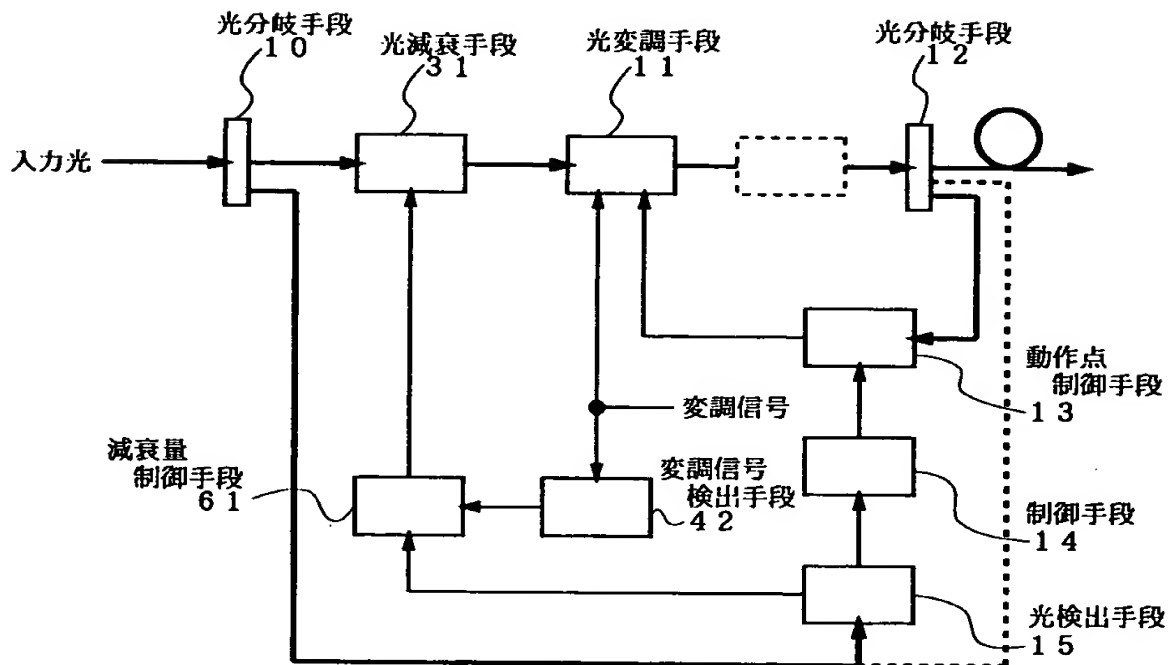 光分岐手段
１０
光減衰手段
３１
光変調手段
１１
光分岐手段
１２
入力光
動作点
制御手段
１３
変調信号
減衰量
制御手段
６１
変調信号
検出手段
４２
制御手段
１４
光検出手段
１５